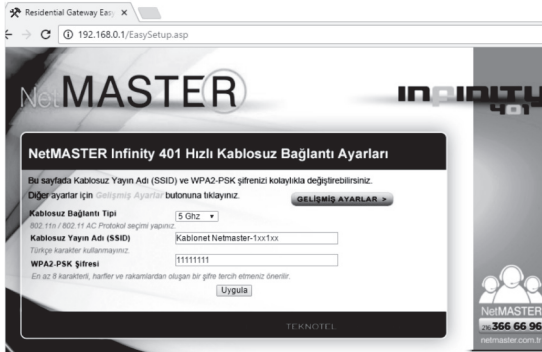 Residential Gateway Eas
192.168.0.1/EasySetup.asp
NetMASTER
INFINITY
401
NetMASTER Infinity 401 Hızlı Kablosuz Bağlantı Ayarları
Bu sayfada Kablosuz Yayın Adı (SSID) ve WPA2-PSK şifrenizi kolaylıkla değiştirebilirsiniz.
Diğer ayarlar için Gelişmiş Ayarlar butonuna tıklayınız.
GELİŞMİŞ AYARLAR >
Kablosuz Bağlantı Tipi
5 Ghz
802.11n / 802.11 AC Protokol seçimi yapınız.
Kablosuz Yayın Adı (SSID)
Kablonet Netmaster-1xx1xx
Türkçe karakter kullanmayınız.
WPA2-PSK Şifresi
11111111
En az 8 karakterli, harfler ve rakamlardan oluşan bir şifre tercih etmeniz önerilir.
Uygula
TEKNOTEL
NetMASTER
216 366 66 96
netmaster.com.tr